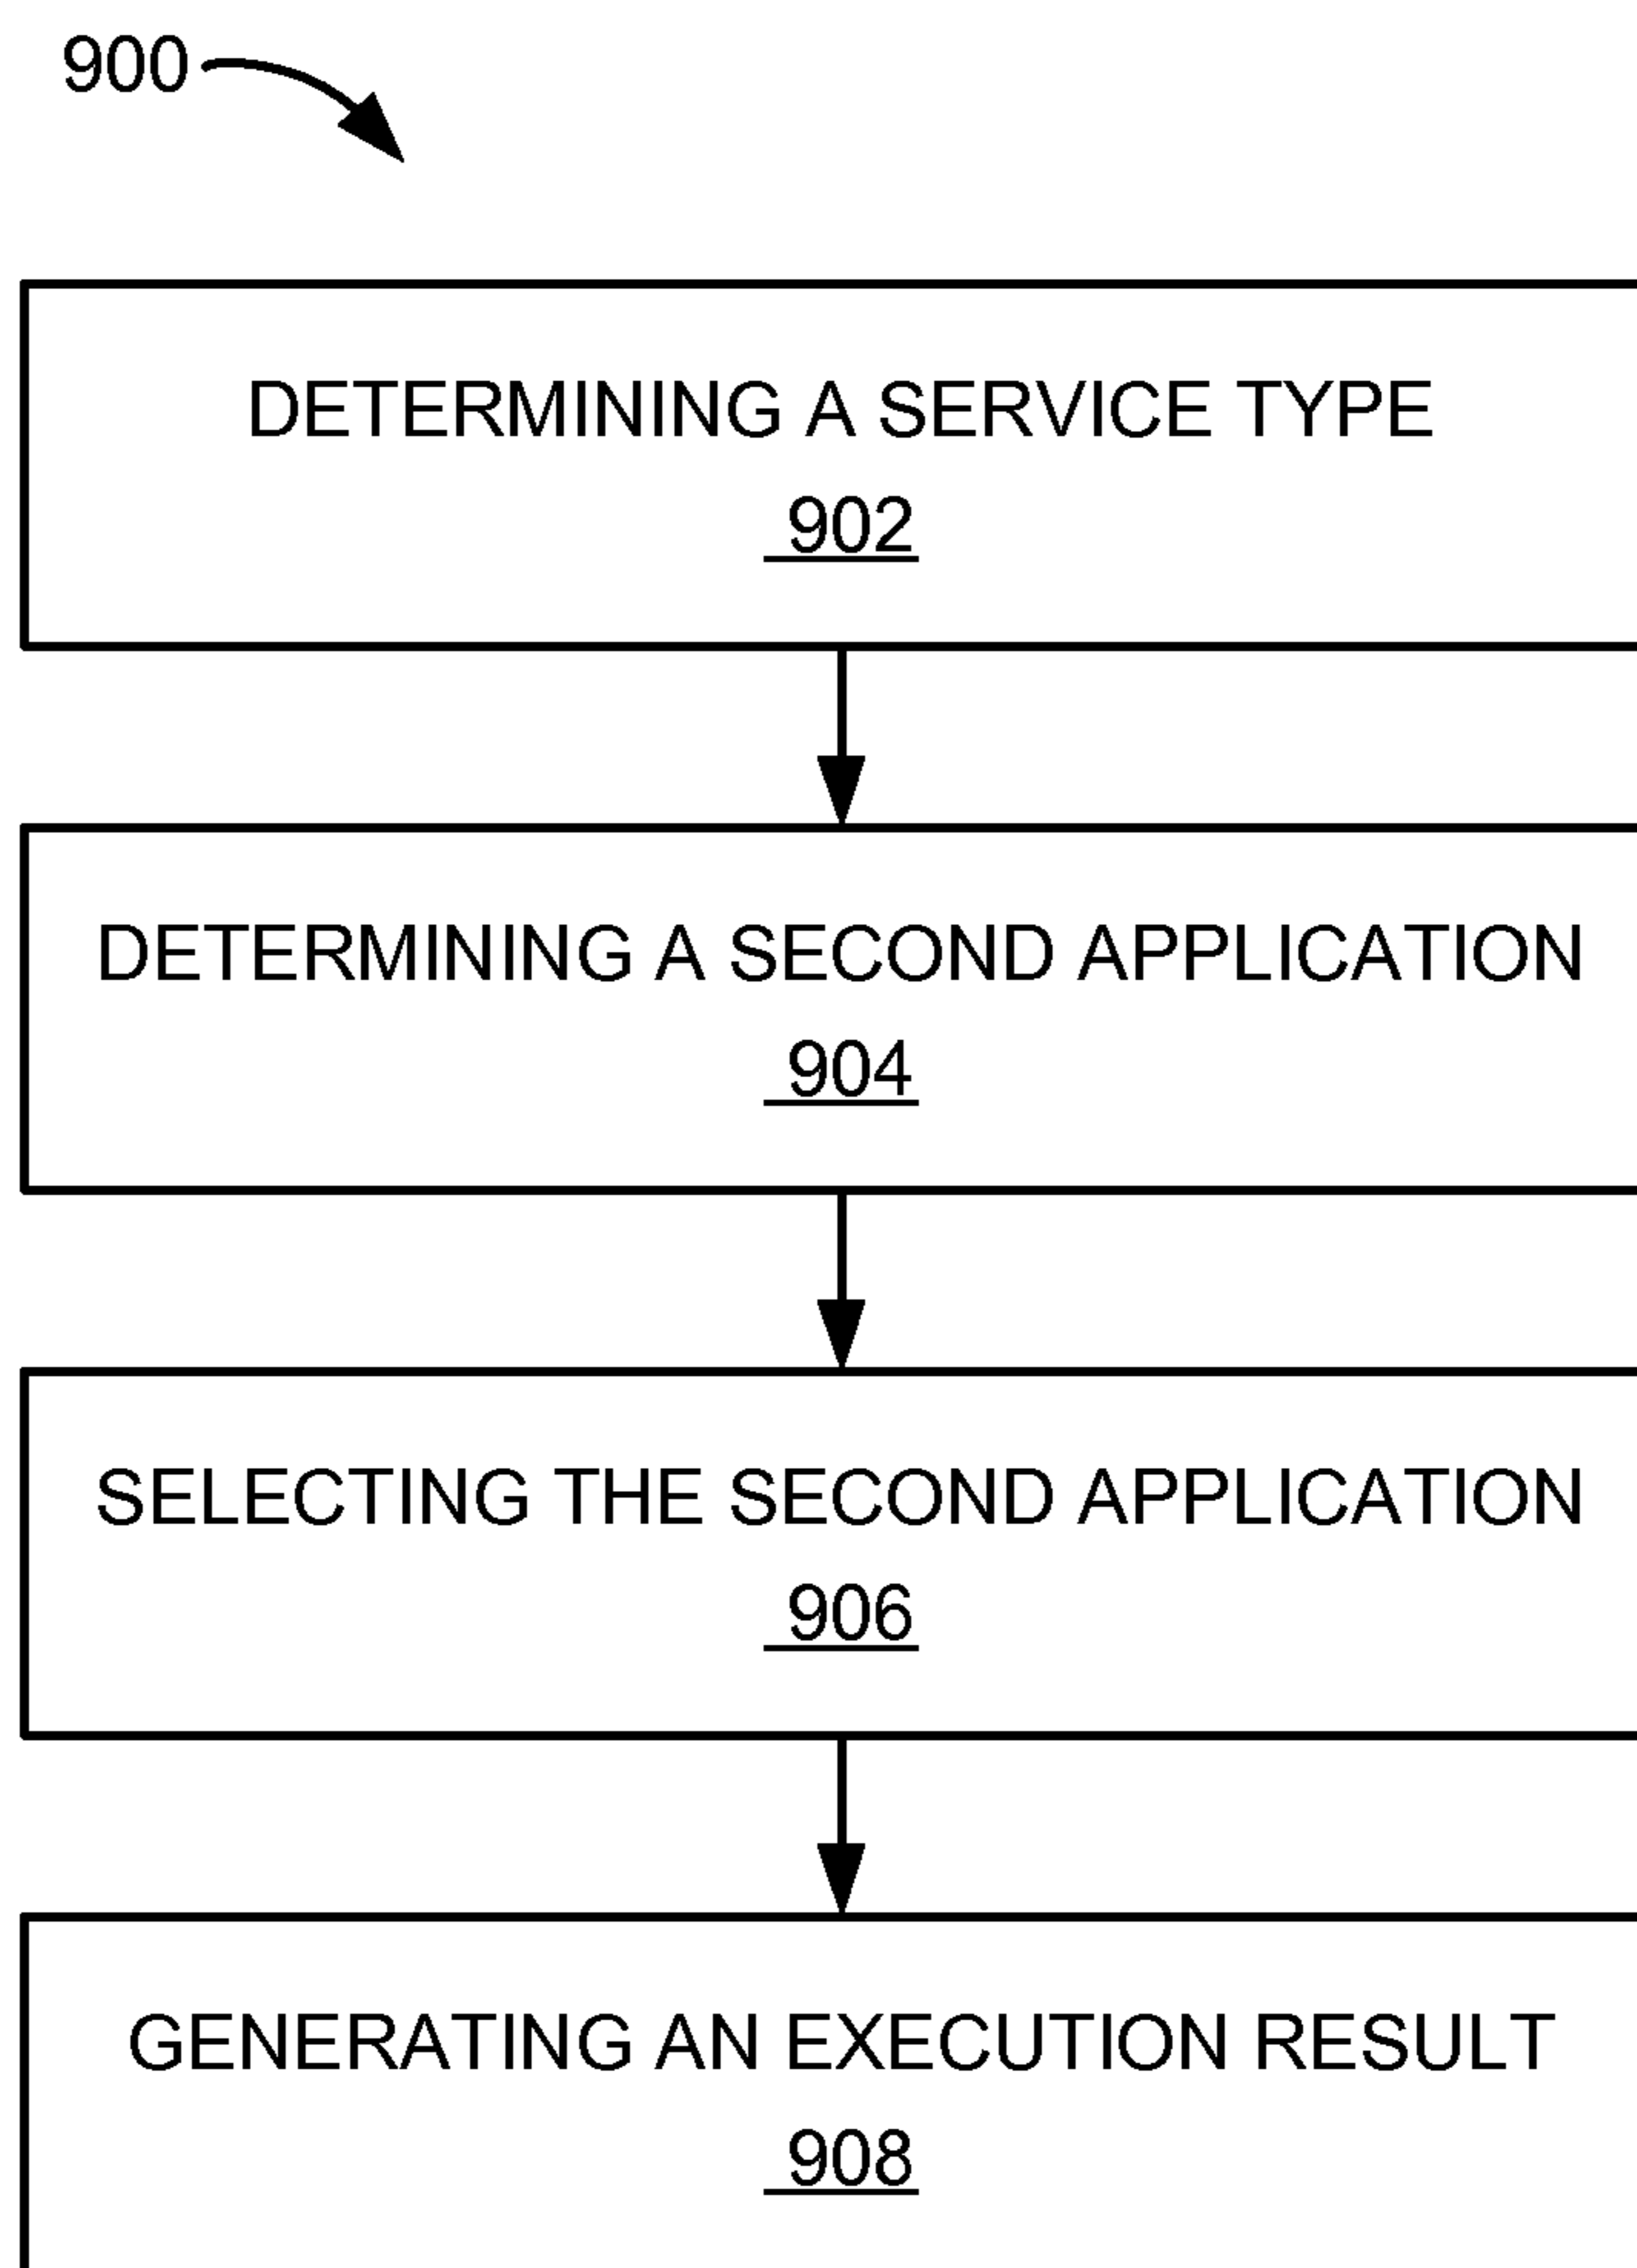 900
DETERMINING A SERVICE TYPE
902
DETERMINING A SECOND APPLICATION
904
SELECTING THE SECOND APPLICATION
906
GENERATING AN EXECUTION RESULT
908